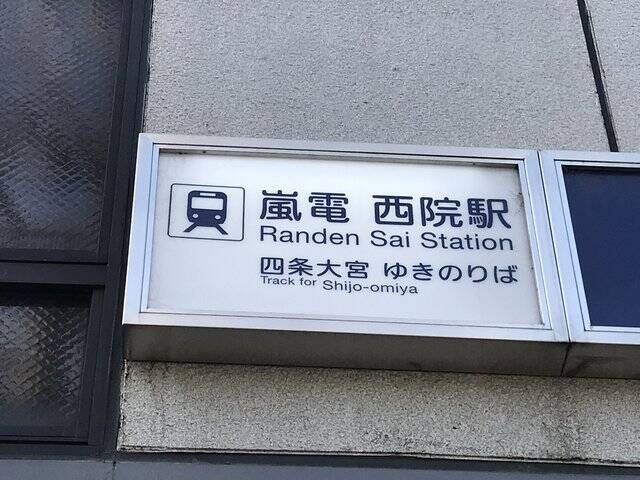 嵐電 西院駅
Randen Sai Station
四条大宮 ゆきのりば
Track for Shijo-omiya